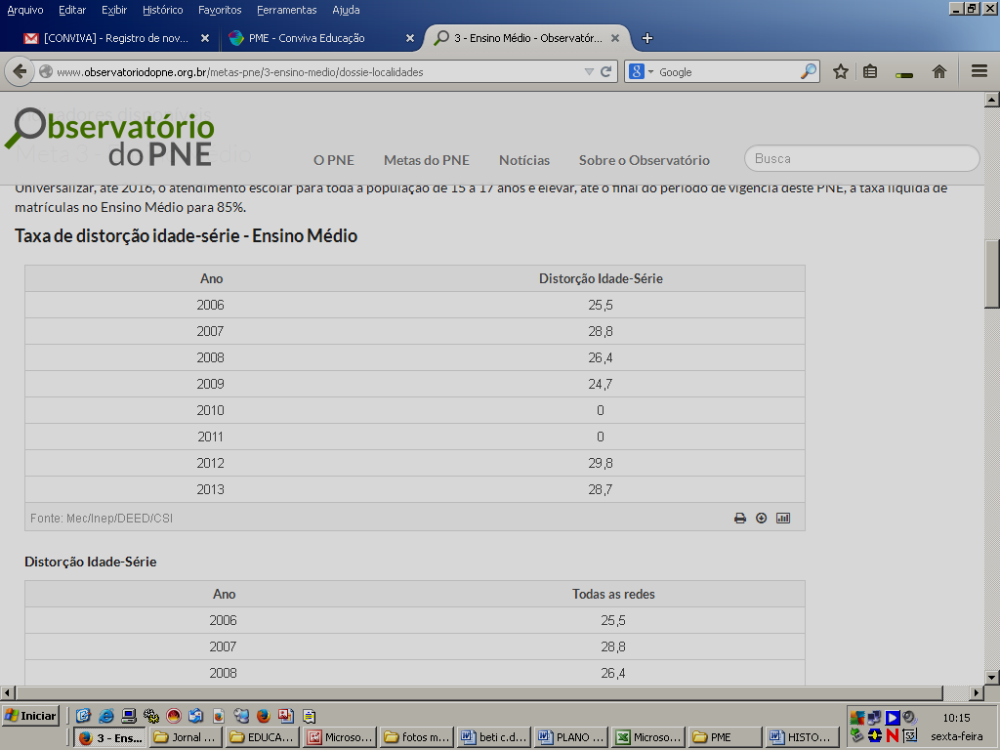 Arquivo Editar Exibir Histórico Favoritos Ferramentas Ajuda
[CONVIVA] - Registro de nov... PME - Conviva Educação 3 - Ensino Médio - Observatór...
www.observatoriodopne.org.br/metas-pne/3-ensino-medio/dossie-localidades Google
Observatório
do PNE
O PNE Metas do PNE Notícias Sobre o Observatório Busca
Universalizar, até 2016, o atendimento escolar para toda a população de 15 a 17 anos e elevar, até o final do período de vigência deste PNE, a taxa líquida de
matrículas no Ensino Médio para 85%.
Taxa de distorção idade-série - Ensino Médio
Ano Distorção Idade-Série
2006 25,5
2007 28,8
2008 26,4
2009 24,7
2010 0
2011 0
2012 29,8
2013 28,7
Fonte: Mec/Inep/DEED/CSI
Distorção Idade-Série
Ano Todas as redes
2006 25,5
2007 28,8
2008 26,4
Iniciar 10:15
3 - Ens... Jornal ... EDUCA... Microso... fotos m... beti c.d... PLANO ... Microso... PME HISTO... sexta-feira